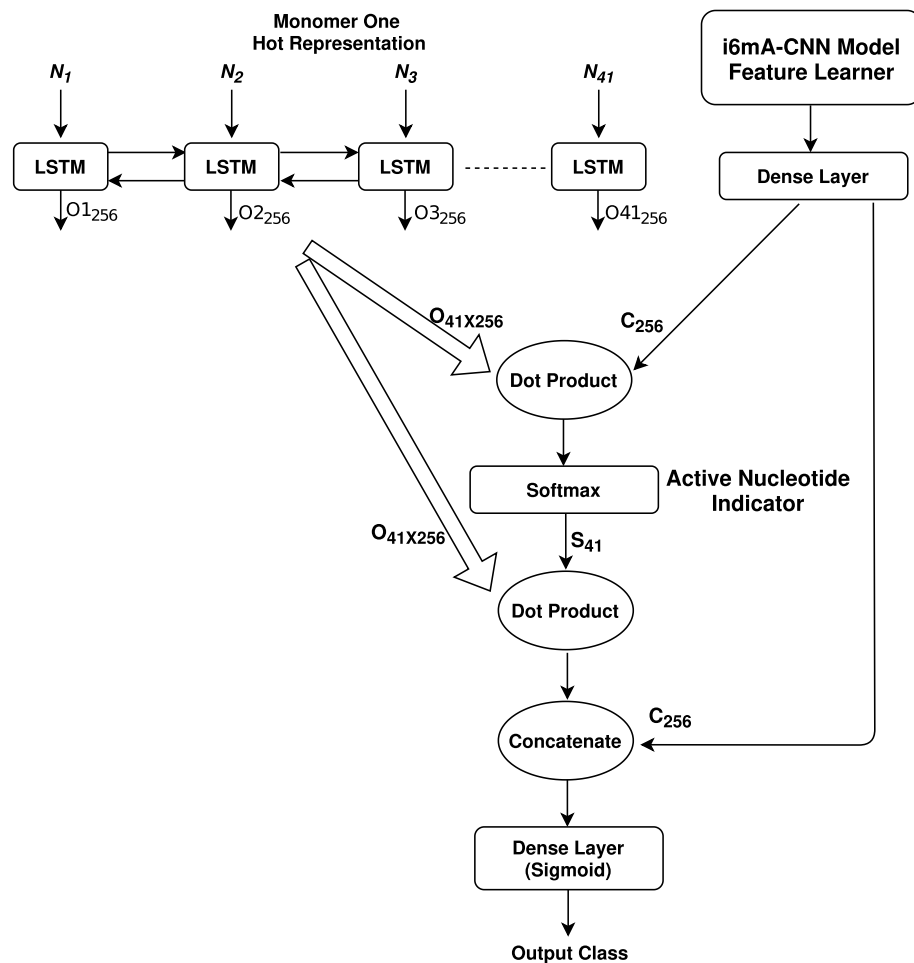 Monomer One
Hot Representation
N1 N2 N3 N41
i6mA-CNN Model
Feature Learner
LSTM LSTM LSTM LSTM
Dense Layer
O1256 O2256 O3256 O41256
O41X256
C256
Dot Product
Softmax
Active Nucleotide
Indicator
O41X256
S41
Dot Product
C256
Concatenate
Dense Layer
(Sigmoid)
Output Class